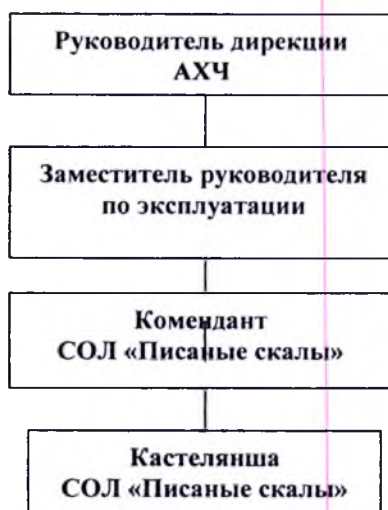 Руководитель дирекции
АХЧ
Заместитель руководителя
по эксплуатации
Комендант
СОЛ «Писаные скалы»
Кастелянша
СОЛ «Писаные скалы»